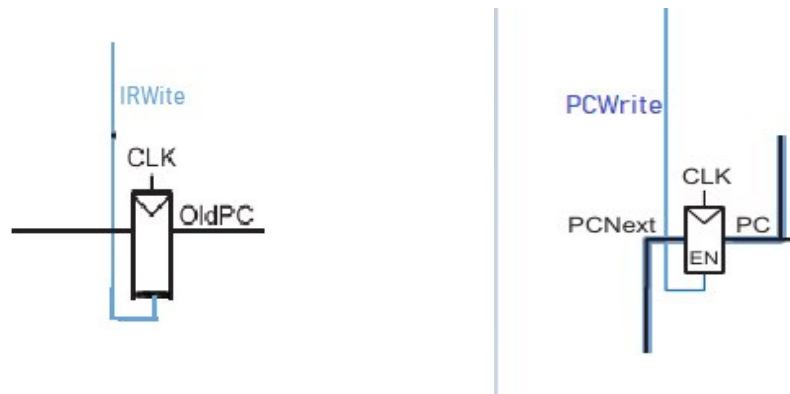 IRWite
CLK
OldPC
PCWrite
CLK
PCNext
PC
EN